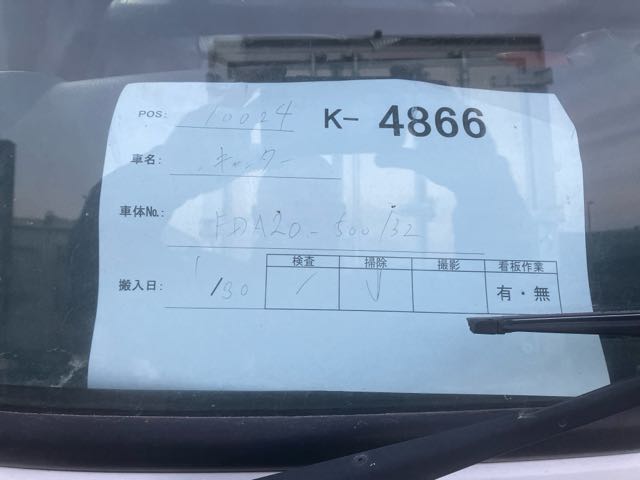 POS: 10024 K- 4866
車名: キャンター
車体No.: FDA20-500132
検査 掃除 撮影 看板作業
搬入日: 1/30 有・無